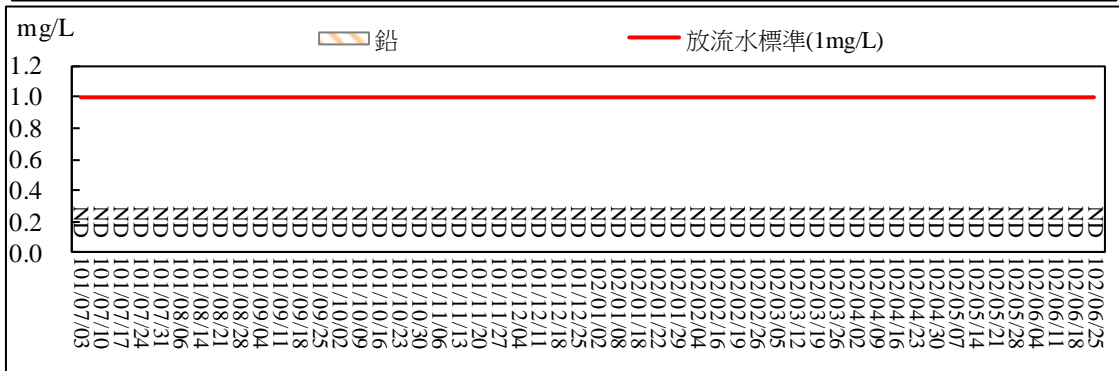 mg/L
鉛 放流水標準(1mg/L)
1.2
1.0
0.8
0.6
0.4
0.2
0.0
ND ND ND ND ND ND ND ND ND ND ND ND ND ND ND ND ND ND ND ND ND ND ND ND ND ND ND ND ND ND ND ND ND ND ND ND ND ND ND ND ND ND ND ND ND ND ND ND ND ND ND ND
101/07/03 101/07/10 101/07/17 101/07/24 101/07/31 101/08/06 101/08/14 101/08/21 101/08/28 101/09/04 101/09/11 101/09/19 101/09/25 101/10/02 101/10/09 101/10/16 101/10/23 101/10/30 101/11/06 101/11/13 101/11/20 101/11/27 101/12/04 101/12/11 101/12/18 101/12/25 102/01/02 102/01/08 102/01/18 102/01/22 102/01/29 102/02/04 102/02/16 102/02/19 102/02/26 102/03/05 102/03/12 102/03/19 102/03/26 102/04/02 102/04/09 102/04/16 102/04/23 102/04/30 102/05/07 102/05/14 102/05/21 102/05/28 102/06/04 102/06/11 102/06/18 102/06/25